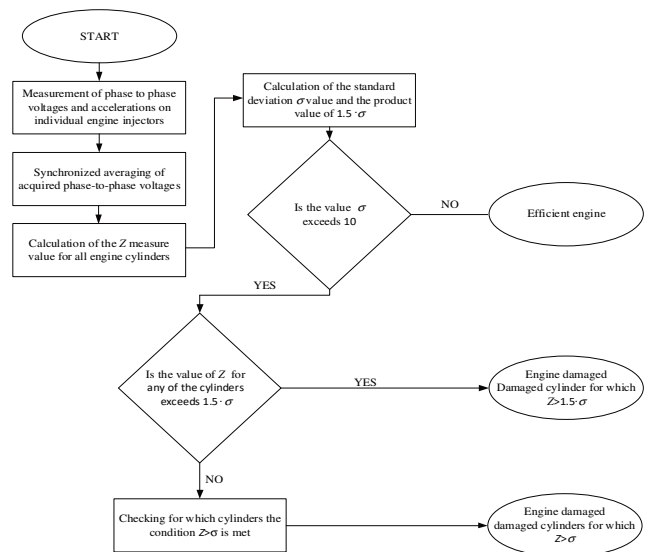 START
Measurement of phase to phase
voltages and accelerations on
individual engine injectors
Synchronized averaging of
acquired phase-to-phase voltages
Calculation of the Z measure
value for all engine cylinders
Calculation of the standard
deviation σ value and the product
value of 1.5 · σ
Is the value σ
exceeds 10
NO
Efficient engine
YES
Is the value of Z for
any of the cylinders
exceeds 1.5 · σ
YES
Engine damaged
Damaged cylinder for which
Z>1.5·σ
NO
Checking for which cylinders the
condition Z>σ is met
Engine damaged
damaged cylinders for which
Z>σ